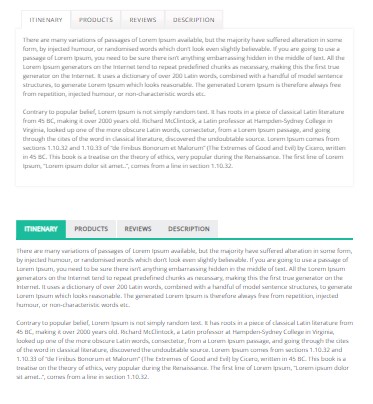 ITINENARY PRODUCTS REVIEWS DESCRIPTION
There are many variations of passages of Lorem Ipsum available, but the majority have suffered alteration in some
form, by injected humour, or randomised words which don't look even slightly believable. If you are going to use a
passage of Lorem Ipsum, you need to be sure there isn't anything embarrassing hidden in the middle of text. All the
Lorem Ipsum generators on the Internet tend to repeat predefined chunks as necessary, making this the first true
generator on the Internet. It uses a dictionary of over 200 Latin words, combined with a handful of model sentence
structures, to generate Lorem Ipsum which looks reasonable. The generated Lorem Ipsum is therefore always free
from repetition, injected humour, or non-characteristic words etc.
Contrary to popular belief, Lorem Ipsum is not simply random text. It has roots in a piece of classical Latin literature
from 45 BC, making it over 2000 years old. Richard McClintock, a Latin professor at Hampden-Sydney College in
Virginia, looked up one of the more obscure Latin words, consectetur, from a Lorem Ipsum passage, and going
through the cites of the word in classical literature, discovered the undoubtable source. Lorem Ipsum comes from
sections 1.10.32 and 1.10.33 of "de Finibus Bonorum et Malorum" (The Extremes of Good and Evil) by Cicero, written
in 45 BC. This book is a treatise on the theory of ethics, very popular during the Renaissance. The first line of Lorem
Ipsum, "Lorem ipsum dolor sit amet..", comes from a line in section 1.10.32.
ITINENARY PRODUCTS REVIEWS DESCRIPTION
There are many variations of passages of Lorem Ipsum available, but the majority have suffered alteration in some form,
by injected humour, or randomised words which don't look even slightly believable. If you are going to use a passage of
Lorem Ipsum, you need to be sure there isn't anything embarrassing hidden in the middle of text. All the Lorem Ipsum
generators on the Internet tend to repeat predefined chunks as necessary, making this the first true generator on the
Internet. It uses a dictionary of over 200 Latin words, combined with a handful of model sentence structures, to generate
Lorem Ipsum which looks reasonable. The generated Lorem Ipsum is therefore always free from repetition, injected
humour, or non-characteristic words etc.
Contrary to popular belief, Lorem Ipsum is not simply random text. It has roots in a piece of classical Latin literature from
45 BC, making it over 2000 years old. Richard McClintock, a Latin professor at Hampden-Sydney College in Virginia,
looked up one of the more obscure Latin words, consectetur, from a Lorem Ipsum passage, and going through the cites
of the word in classical literature, discovered the undoubtable source. Lorem Ipsum comes from sections 1.10.32 and
1.10.33 of "de Finibus Bonorum et Malorum" (The Extremes of Good and Evil) by Cicero, written in 45 BC. This book is a
treatise on the theory of ethics, very popular during the Renaissance. The first line of Lorem Ipsum, "Lorem ipsum dolor
sit amet..", comes from a line in section 1.10.32.